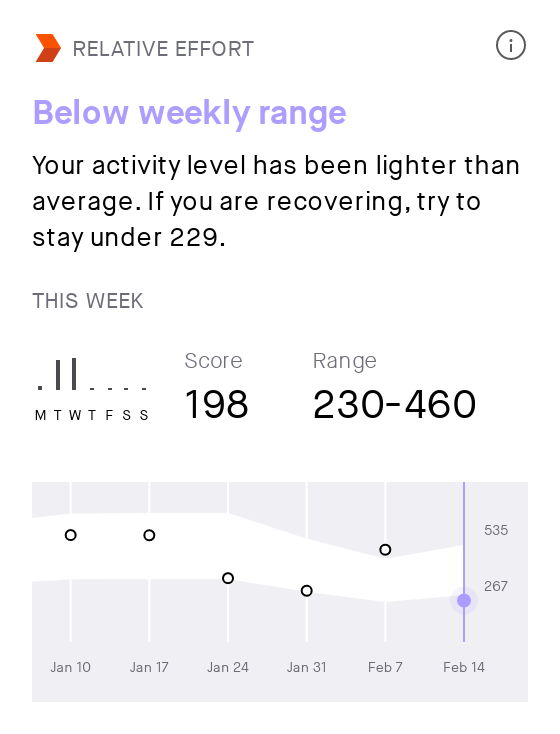 RELATIVE EFFORT
Below weekly range
Your activity level has been lighter than
average. If you are recovering, try to
stay under 229.
THIS WEEK
Score
Range
198
230-460
M T W T F S S
535
267
Jan 10
Jan 17
Jan 24
Jan 31
Feb 7
Feb 14